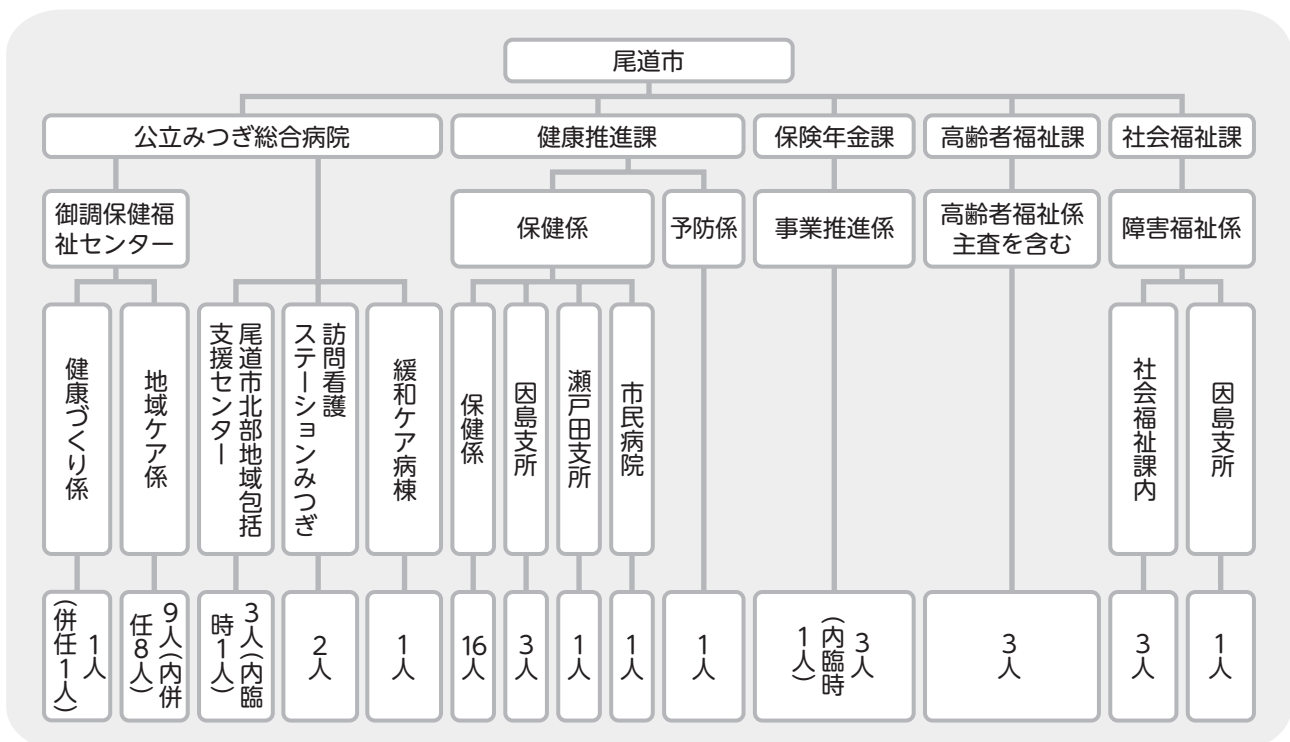 尾道市
公立みつぎ総合病院
健康推進課
保険年金課
高齢者福祉課
社会福祉課
御調保健福
祉センター
保健係
予防係
事業推進係
高齢者福祉係
主査を含む
障害福祉係
健康づくり係
地域ケア係
尾道市北部地域包括
支援センター
訪問看護
ステーションみつぎ
緩和ケア病棟
保健係
因島支所
瀬戸田支所
市民病院
社会福祉課内
因島支所
1人
(併任1人)
9人(内併
任8人)
3人(内臨
時1人)
2人
1人
16人
3人
1人
1人
1人
3人
(内臨時
1人)
3人
3人
1人